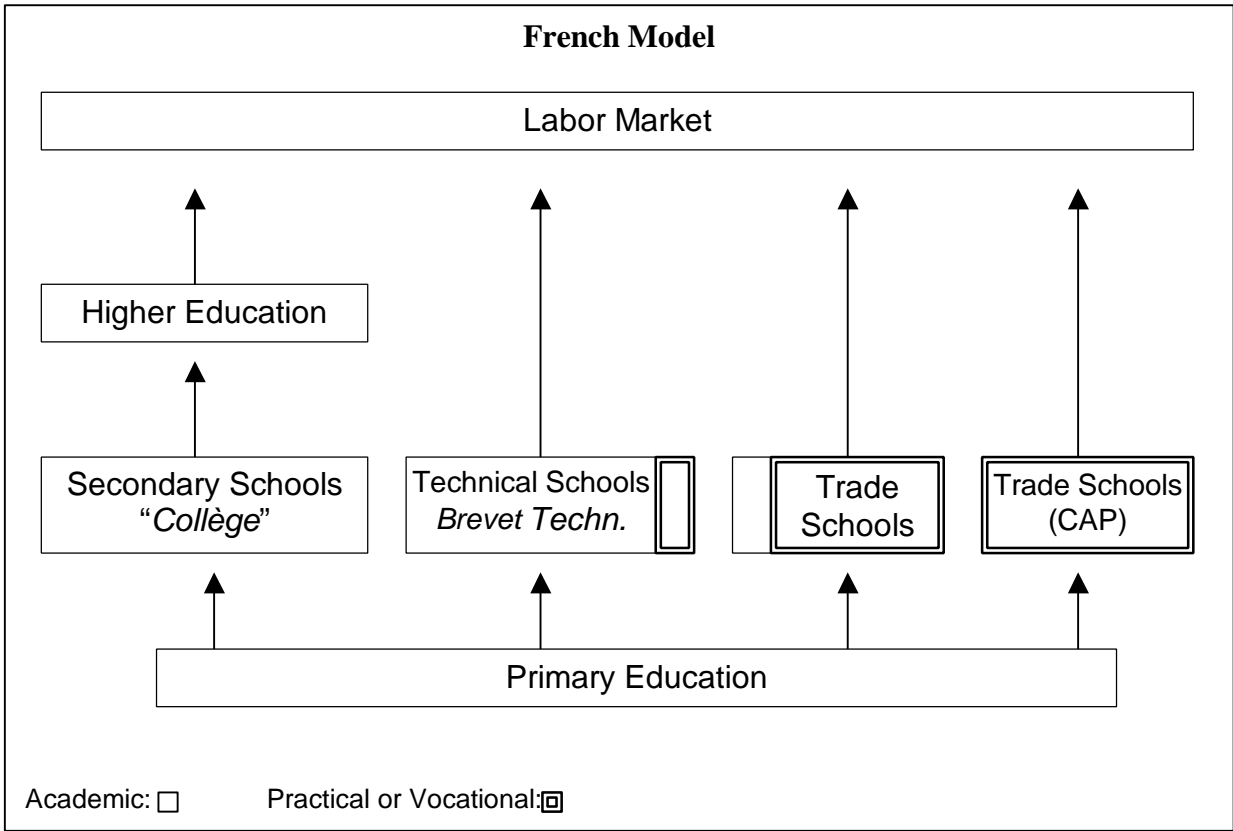 French Model
Labor Market
Higher Education
Secondary Schools
“Collège”
Technical Schools
Brevet Techn.
Trade
Schools
Trade Schools
(CAP)
Primary Education
Academic:
Practical or Vocational: